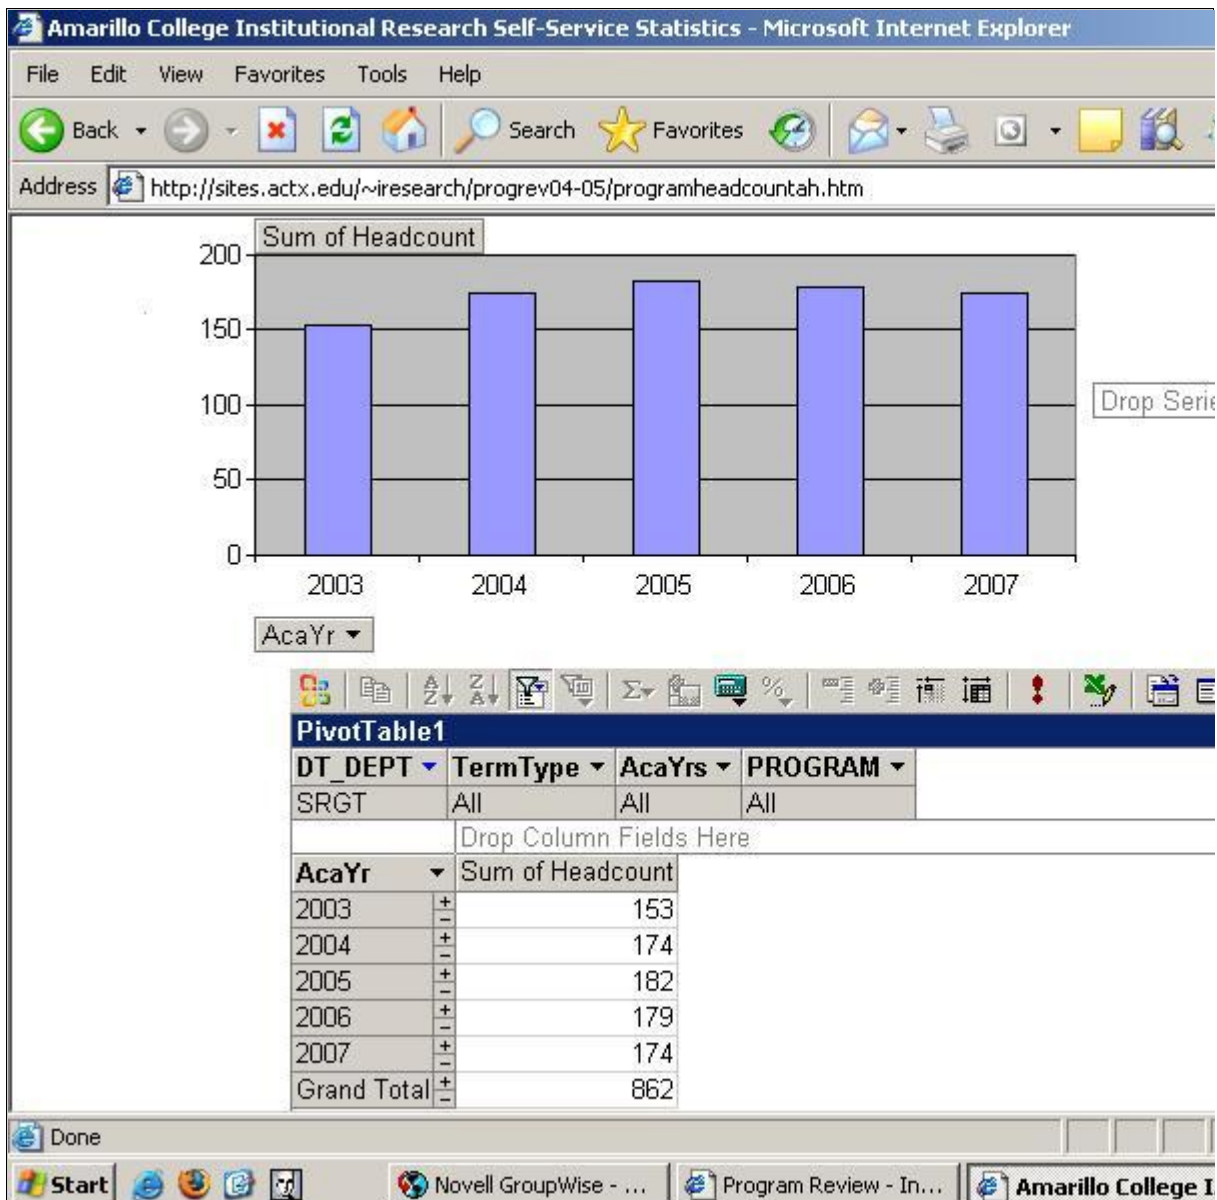 Amarillo College Institutional Research Self-Service Statistics - Microsoft Internet Explorer
File Edit View Favorites Tools Help
Back Search Favorites
Address http://sites.actx.edu/~iresearch/progrev04-05/programheadcountah.htm
Sum of Headcount
200
150
100
50
0
Drop Serie
2003 2004 2005 2006 2007
AcaYr
PivotTable1
DT_DEPT TermType AcaYrs PROGRAM
SRGT All All All
Drop Column Fields Here
AcaYr Sum of Headcount
2003 153
2004 174
2005 182
2006 179
2007 174
Grand Total 862
Done
Start Novell GroupWise - ... Program Review - In... Amarillo College I